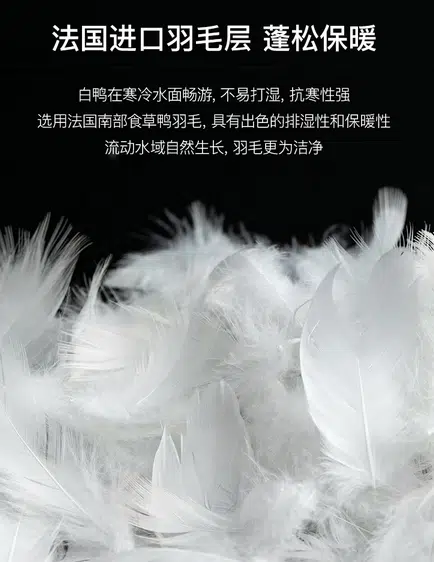 法国进口羽毛层 蓬松保暖
白鸭在寒冷水面畅游, 不易打湿, 抗寒性强
选用法国南部食草鸭羽毛, 具有出色的排湿性和保暖性
流动水域自然生长, 羽毛更为洁净